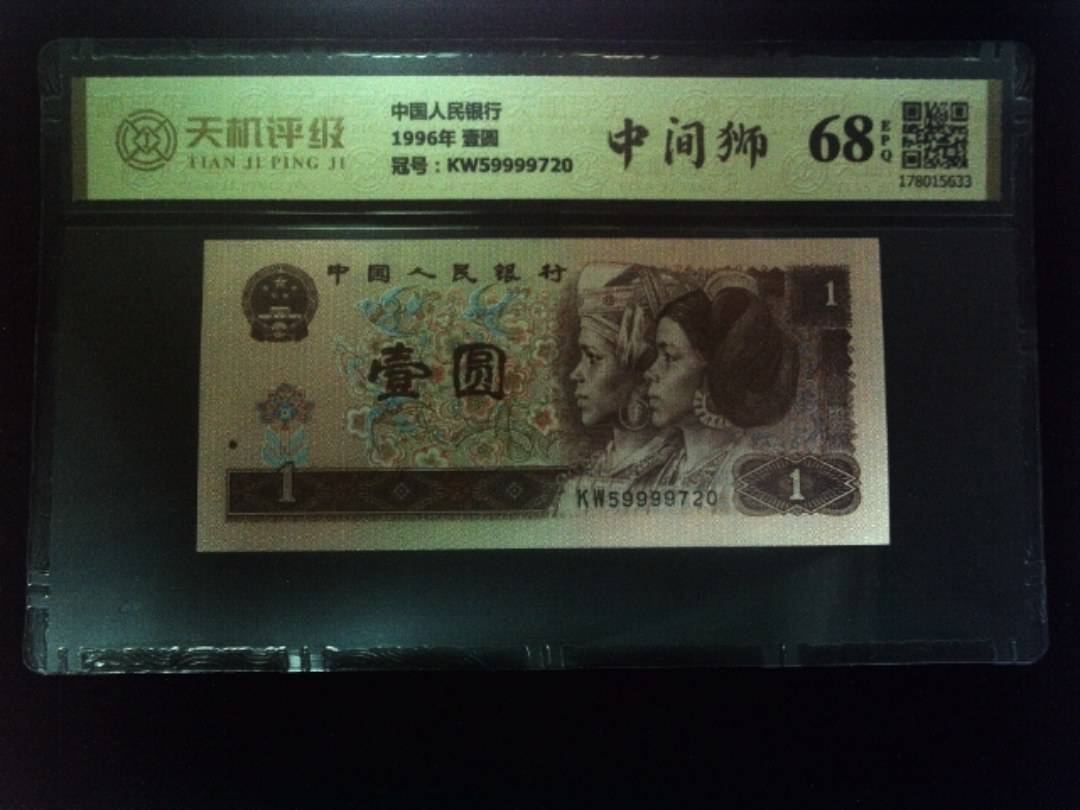 天机评级
TIAN JI PING JI
中国人民银行
1996年 壹圆
冠号：KW59999720
中间狮
68
EPQ
178015633
中国人民银行
1
壹圆
1
KW59999720
1